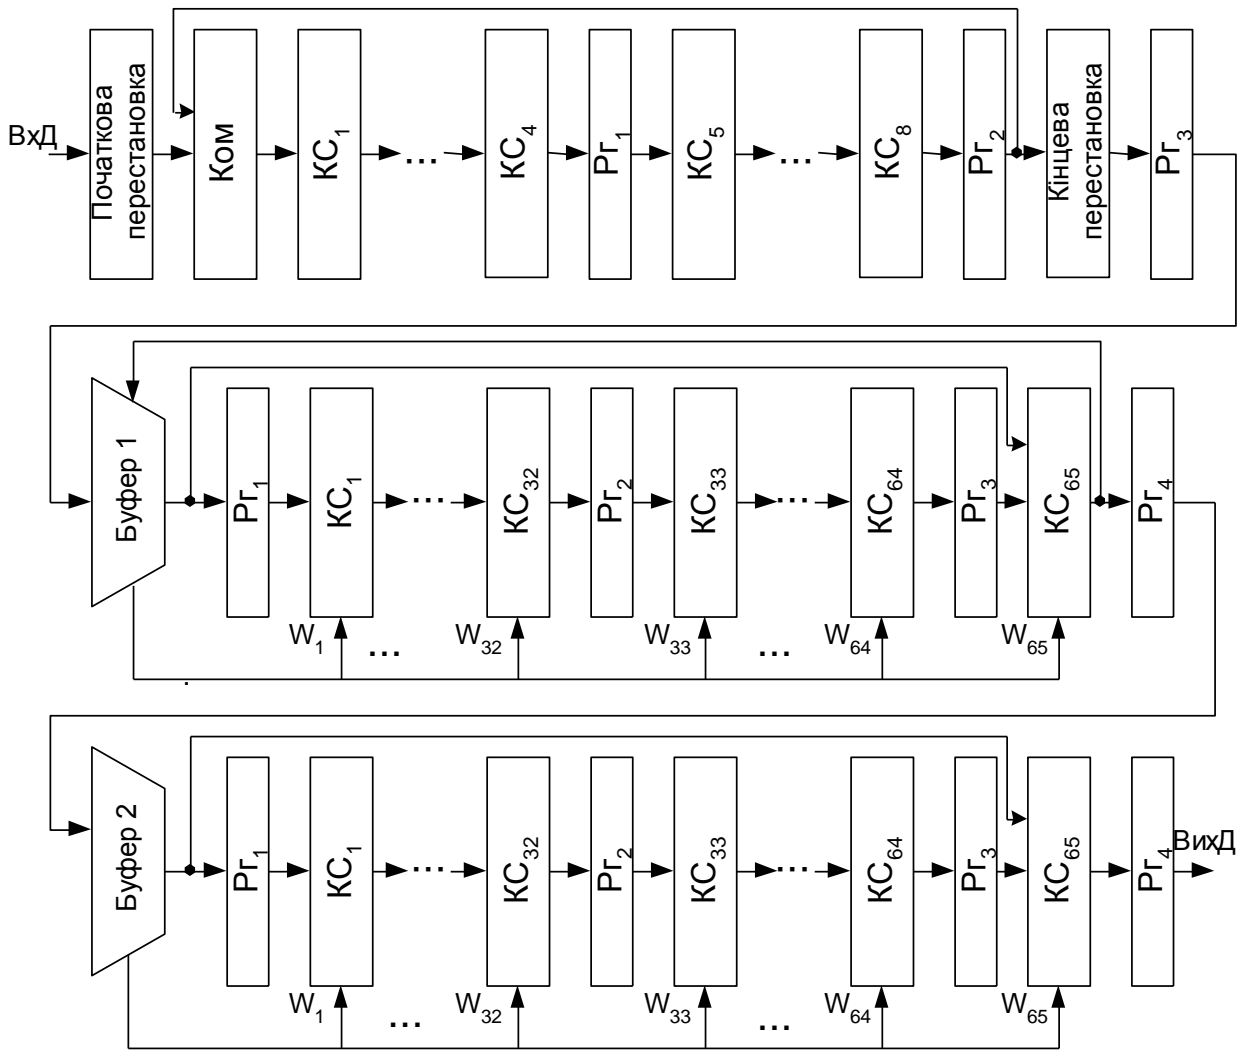 ВхД
Початкова
перестановка
Ком
КС1
...
КС4
Рг1
КС5
...
КС8
Рг2
Кінцева
перестановка
Рг3
Буфер 1
Рг1
КС1
...
КС32
Рг2
КС33
...
КС64
Рг3
КС65
Рг4
W1
...
W32
W33
...
W64
W65
.
Буфер 2
Рг1
КС1
...
КС32
Рг2
КС33
...
КС64
Рг3
КС65
Рг4
ВихД
W1
...
W32
W33
...
W64
W65